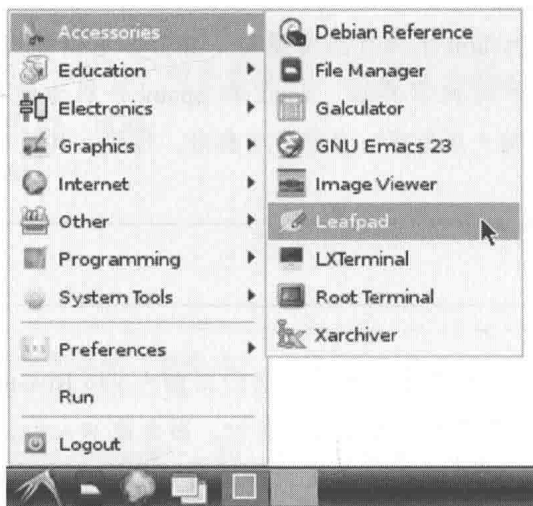 Accessories
Education
Electronics
Graphics
Internet
Other
Programming
System Tools
Preferences
Run
Logout
Debian Reference
File Manager
Galculator
GNU Emacs 23
Image Viewer
Leafpad
LXTerminal
Root Terminal
Xarchiver